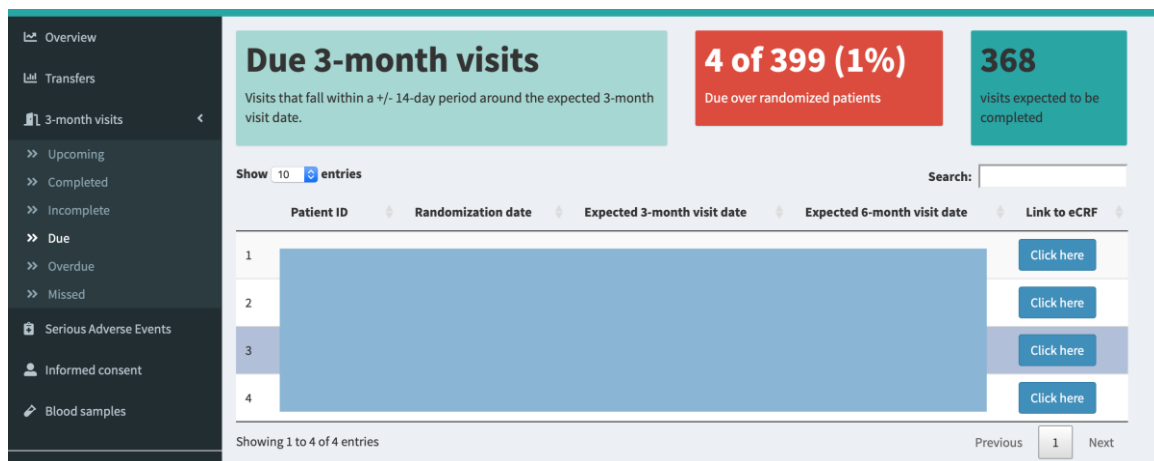 Overview
Transfers
3-month visits
Upcoming
Completed
Incomplete
Due
Overdue
Missed
Serious Adverse Events
Informed consent
Blood samples
Due 3-month visits
Visits that fall within a +/- 14-day period around the expected 3-month
visit date.
4 of 399 (1%)
Due over randomized patients
368
visits expected to be
completed
Show 10 entries
Search:
Patient ID Randomization date Expected 3-month visit date Expected 6-month visit date Link to eCRF
1 Click here
2 Click here
3 Click here
4 Click here
Showing 1 to 4 of 4 entries
Previous 1 Next